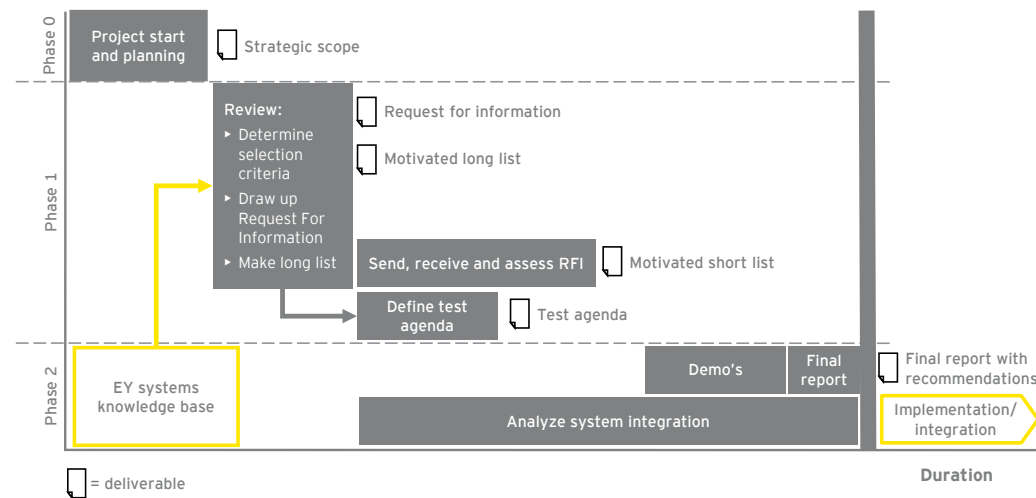 Phase 0
Project start
and planning
Strategic scope
Phase 1
Review:
▸ Determine
selection
criteria
▸ Draw up
Request For
Information
▸ Make long list
Request for information
Motivated long list
Send, receive and assess RFI
Motivated short list
Define test
agenda
Test agenda
Phase 2
EY systems
knowledge base
Demo's
Final
report
Final report with
recommendations
Analyze system integration
Implementation/
integration
= deliverable
Duration